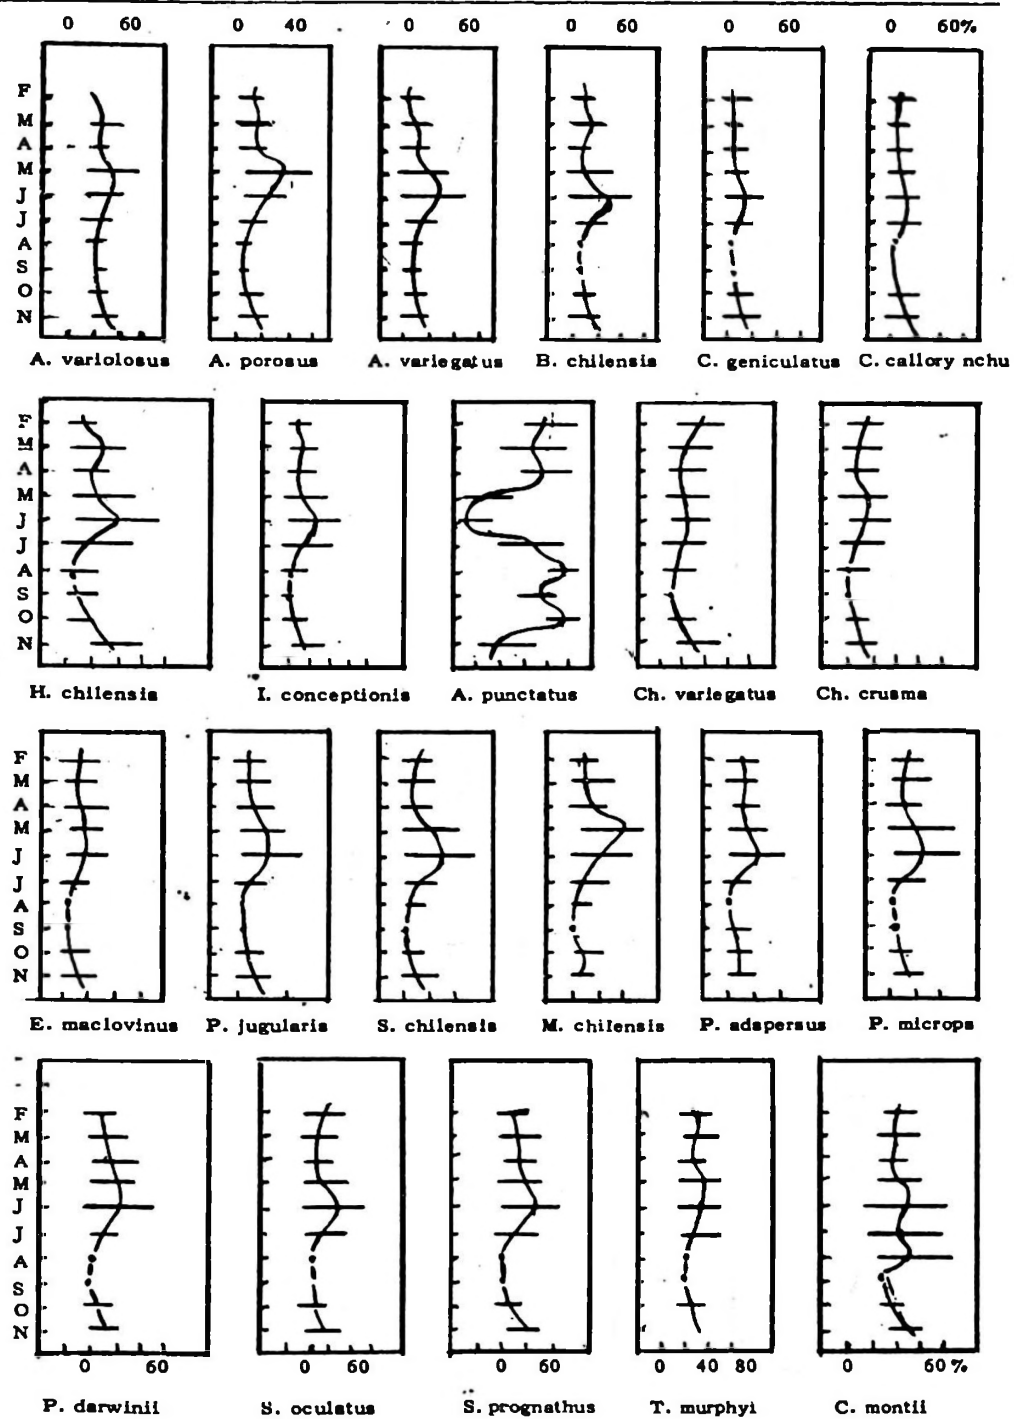 0 60 0 40 0 60 0 60 0 60 0 60%
F
M
A
M
J
J
A
S
O
N
A. variolosus A. porosus A. variegatus B. chilensis C. geniculatus C. callorynchu
F
M
A
M
J
J
A
S
O
N
H. chilensis I. conceptionis A. punctatus Ch. variegatus Ch. crusma
F
M
A
M
J
J
A
S
O
N
E. maclovinus P. jugularis S. chilensis M. chilensis P. adspersus P. microps
F
M
A
M
J
J
A
S
O
N
0 60 0 60 0 60 0 40 80 0 60%
P. darwinii S. oculatus S. prognathus T. murphyi C. montii